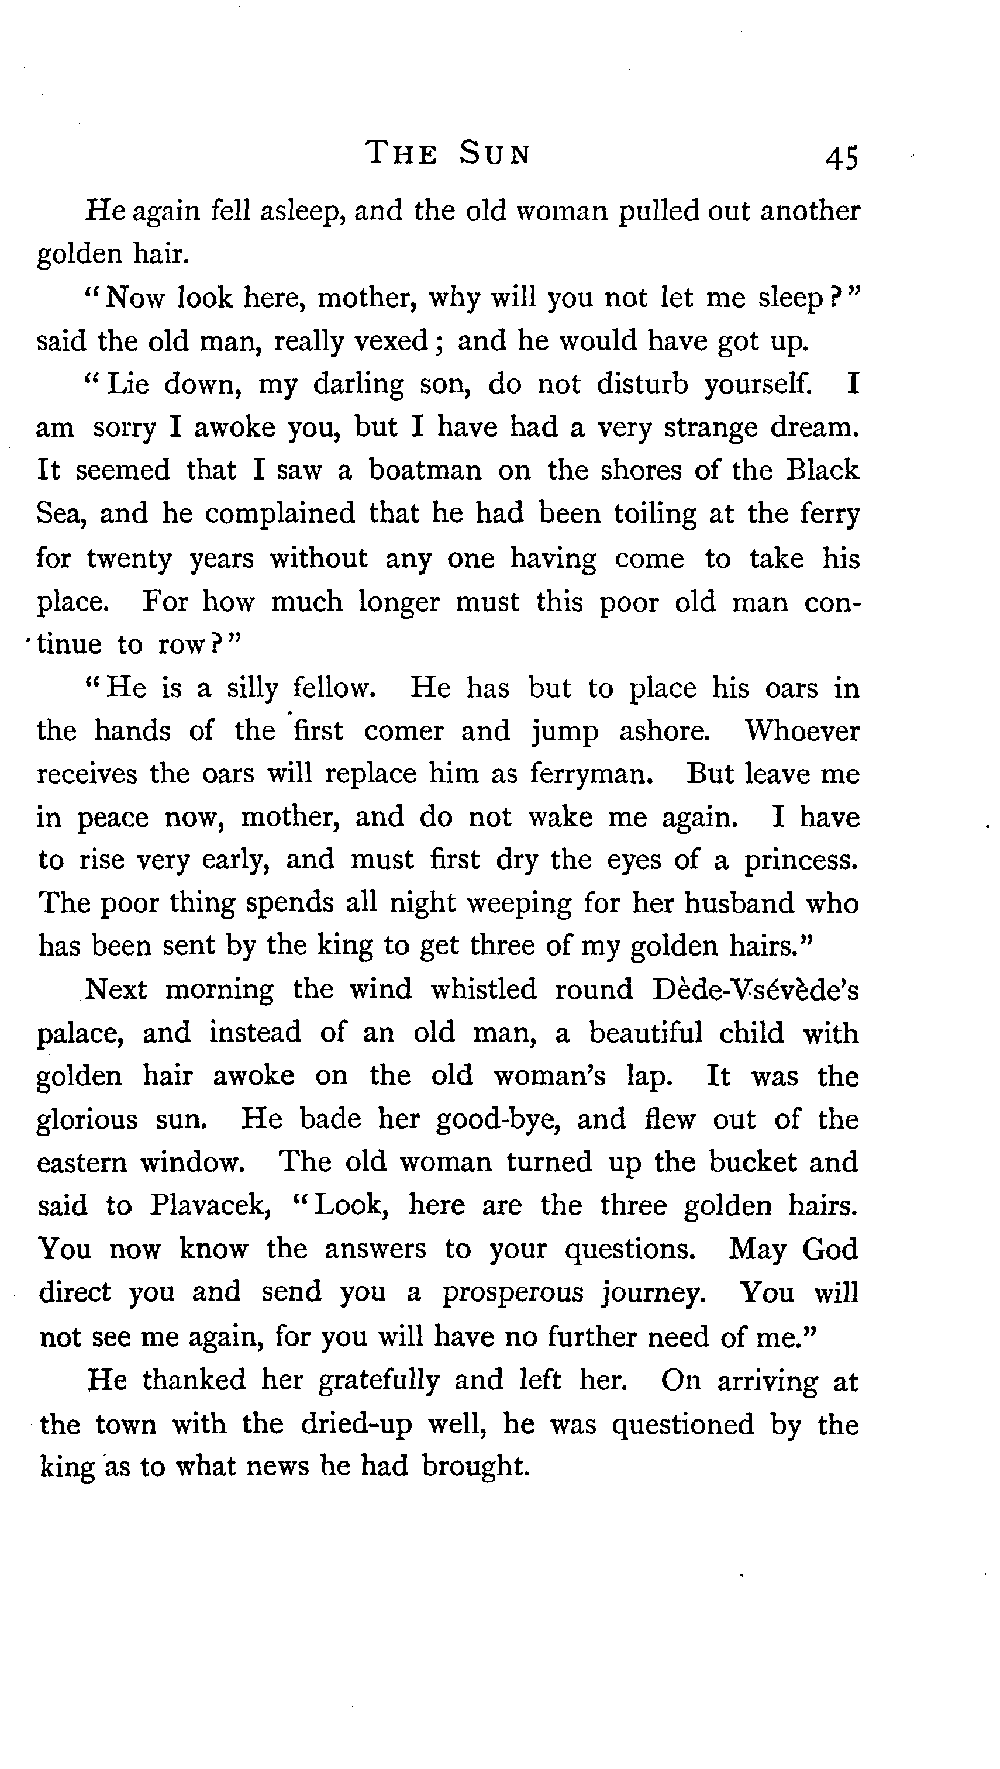 THE SUN 45
He again fell asleep, and the old woman pulled out another
golden hair.
"Now look here, mother, why will you not let me sleep?"
said the old man, really vexed; and he would have got up.
"Lie down, my darling son, do not disturb yourself. I
am sorry I awoke you, but I have had a very strange dream.
It seemed that I saw a boatman on the shores of the Black
Sea, and he complained that he had been toiling at the ferry
for twenty years without any one having come to take his
place. For how much longer must this poor old man con-
tinue to row?"
"He is a silly fellow. He has but to place his oars in
the hands of the first comer and jump ashore. Whoever
receives the oars will replace him as ferryman. But leave me
in peace now, mother, and do not wake me again. I have
to rise very early, and must first dry the eyes of a princess.
The poor thing spends all night weeping for her husband who
has been sent by the king to get three of my golden hairs."
Next morning the wind whistled round Dède-Vsévède's
palace, and instead of an old man, a beautiful child with
golden hair awoke on the old woman's lap. It was the
glorious sun. He bade her good-bye, and flew out of the
eastern window. The old woman turned up the bucket and
said to Plavacek, "Look, here are the three golden hairs.
You now know the answers to your questions. May God
direct you and send you a prosperous journey. You will
not see me again, for you will have no further need of me."
He thanked her gratefully and left her. On arriving at
the town with the dried-up well, he was questioned by the
king as to what news he had brought.